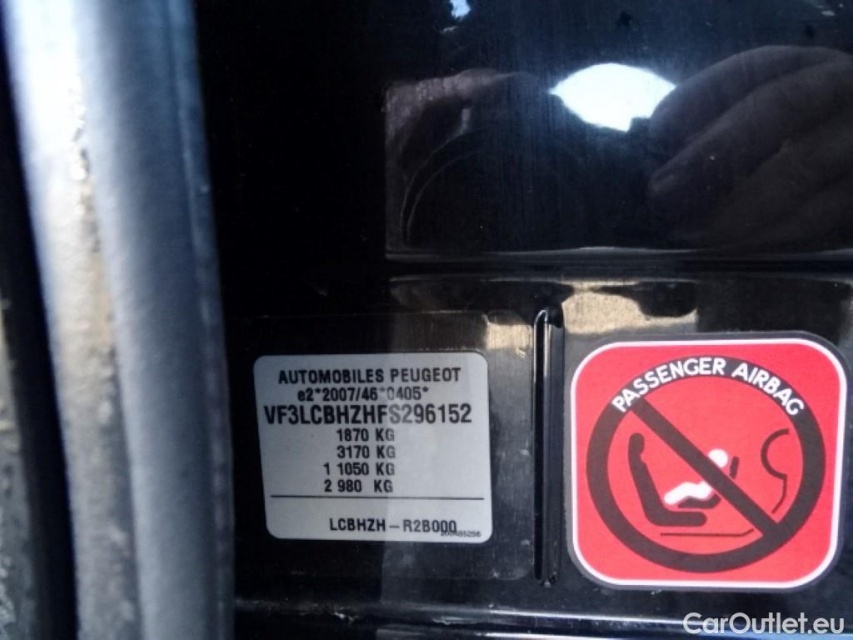 AUTOMOBILES PEUGEOT
e2*2007/46*0405*
VF3LCBHZHFS296152
1870 KG
3170 KG
1 1050 KG
2 980 KG
LCBHZH-R2B000
PASSENGER AIRBAG
CarOutlet.eu